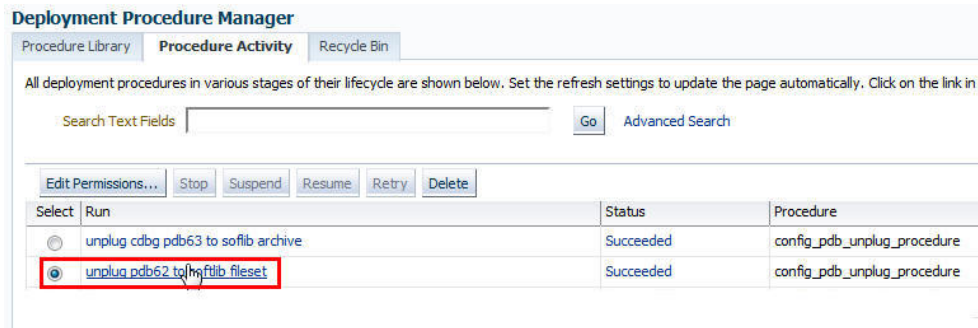 Deployment Procedure Manager
Procedure Library Procedure Activity Recycle Bin
All deployment procedures in various stages of their lifecycle are shown below. Set the refresh settings to update the page automatically. Click on the link in
Search Text Fields Go Advanced Search
Edit Permissions... Stop Suspend Resume Retry Delete
Select Run Status Procedure
unplug cdbg pdb63 to soflib archive Succeeded config_pdb_unplug_procedure
unplug pdb62 to softlib fileset Succeeded config_pdb_unplug_procedure